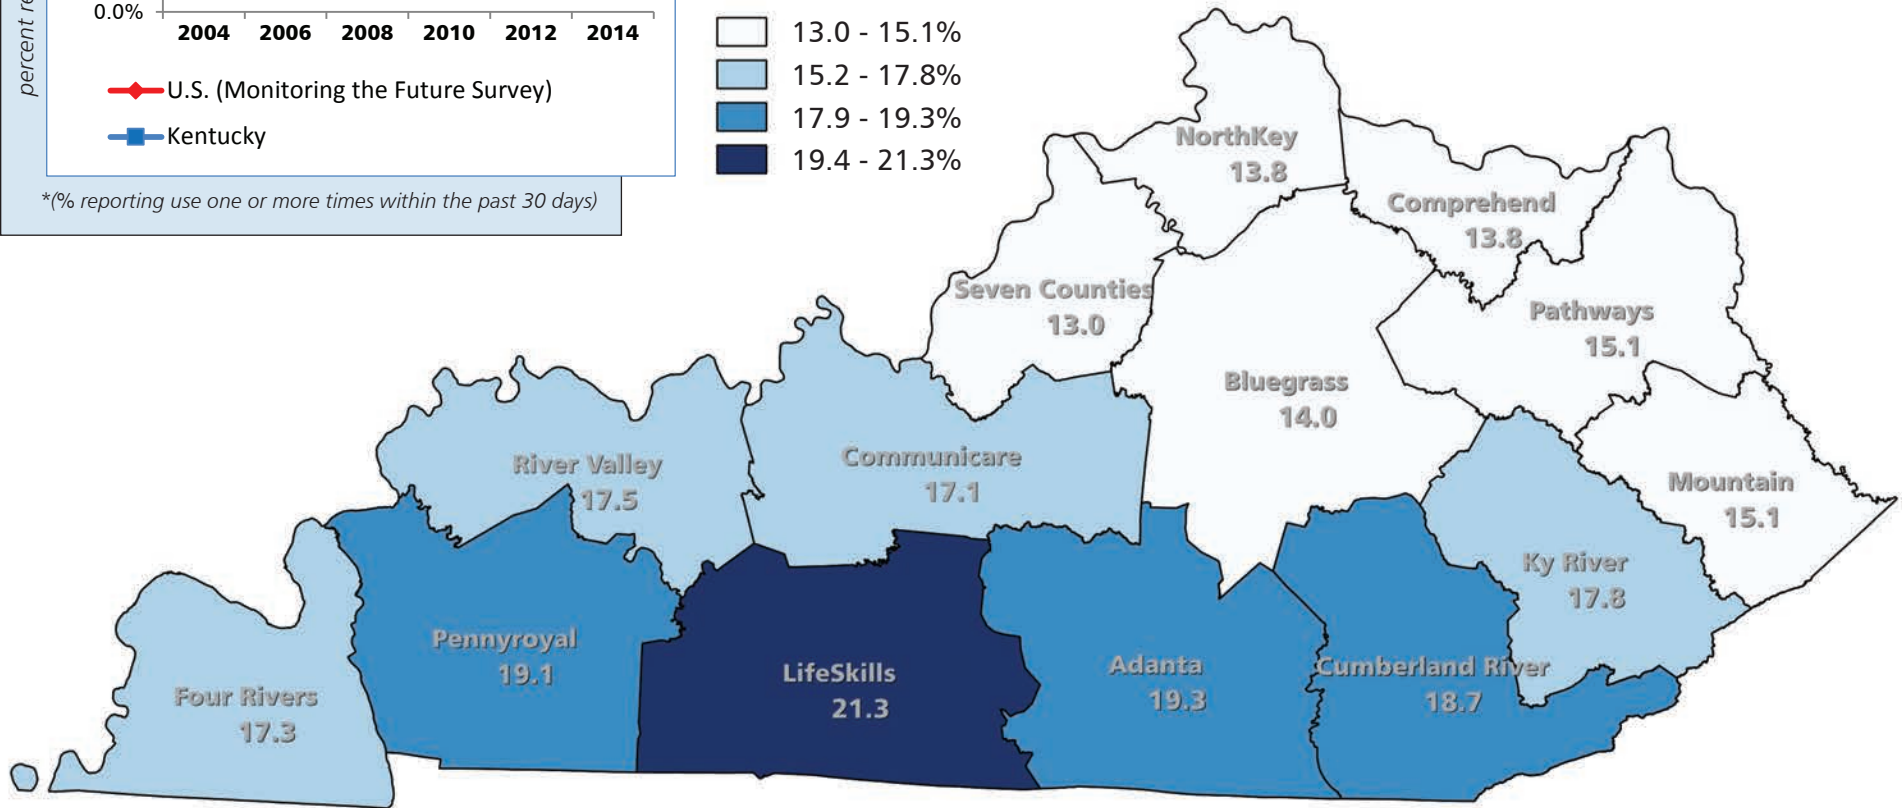 percent re
0.0%
2004 2006 2008 2010 2012 2014
U.S. (Monitoring the Future Survey)
Kentucky
*(% reporting use one or more times within the past 30 days)
13.0 - 15.1%
15.2 - 17.8%
17.9 - 19.3%
19.4 - 21.3%
NorthKey
13.8
Comprehend
13.8
Seven Counties
13.0
Pathways
15.1
Bluegrass
14.0
River Valley
17.5
Communicare
17.1
Mountain
15.1
Ky River
17.8
Pennyroyal
19.1
LifeSkills
21.3
Adanta
19.3
Cumberland River
18.7
Four Rivers
17.3